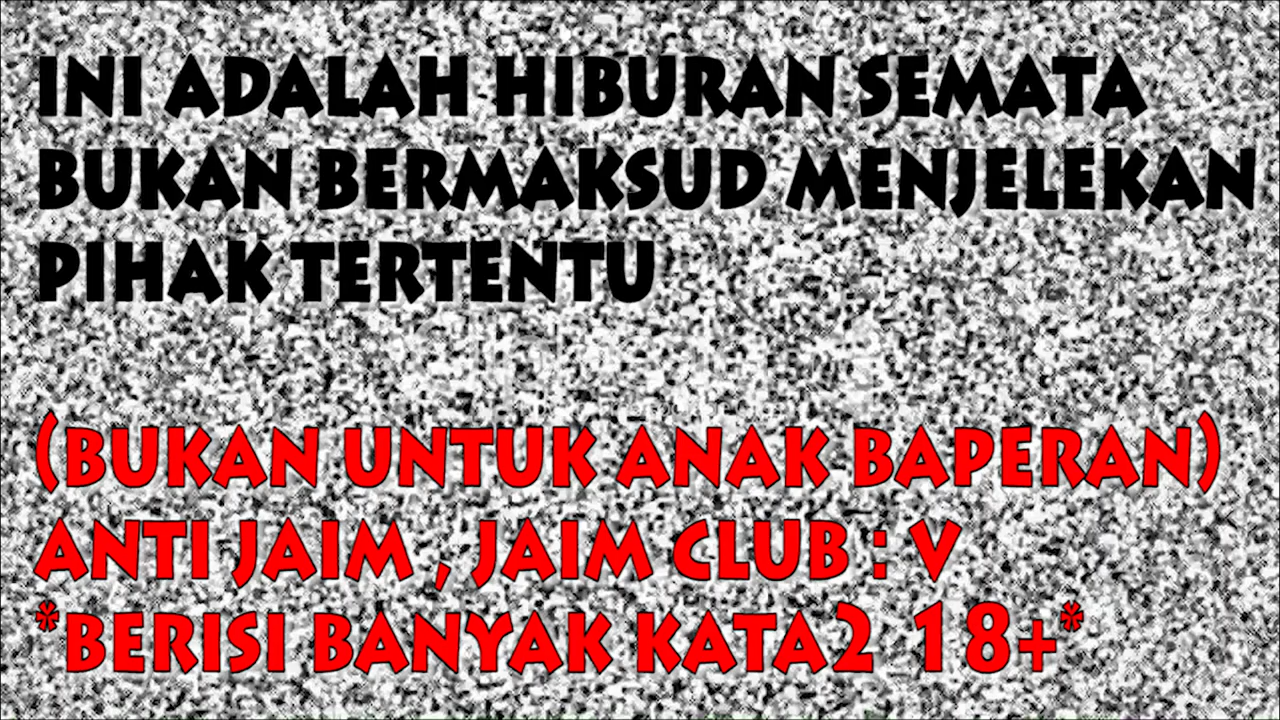 INI ADALAH HIBURAN SEMATA
BUKAN BERMAKSUD MENJELEKAN
PIHAK TERTENTU
(BUKAN UNTUK ANAK BAPERAN)
ANTI JAIM , JAIM CLUB : V
*BERISI BANYAK KATA2 18+*